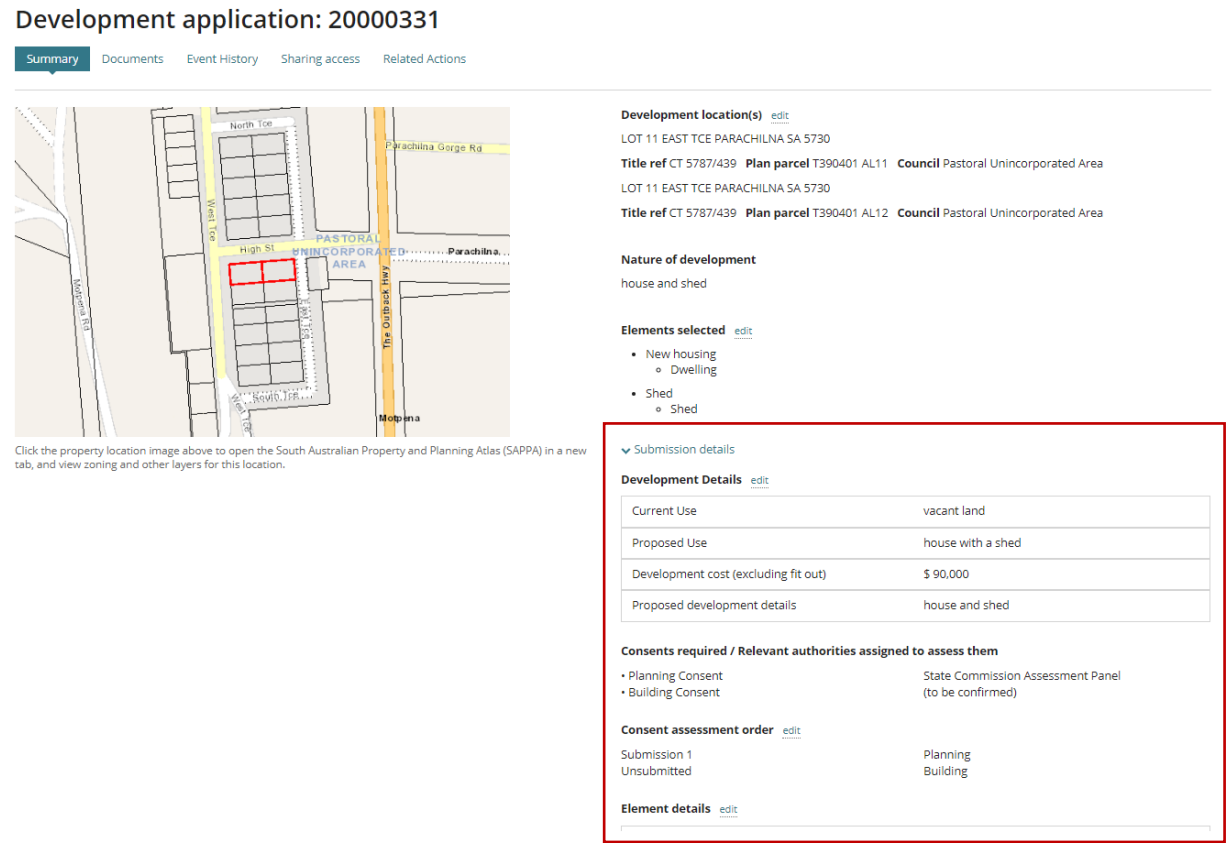 Development application: 20000331
Summary Documents Event History Sharing access Related Actions
North Tce
Parachilna Gorge Rd
West Tce
PASTORAL
High St UNINCORPORATED Parachilna
AREA
Motpena Rd
The Outback Hwy
East Tce
South Tce
West Tce
Motpena
Click the property location image above to open the South Australian Property and Planning Atlas (SAPPA) in a new
tab, and view zoning and other layers for this location.
Development location(s) edit
LOT 11 EAST TCE PARACHILNA SA 5730
Title ref CT 5787/439 Plan parcel T390401 AL11 Council Pastoral Unincorporated Area
LOT 11 EAST TCE PARACHILNA SA 5730
Title ref CT 5787/439 Plan parcel T390401 AL12 Council Pastoral Unincorporated Area
Nature of development
house and shed
Elements selected edit
• New housing
◦ Dwelling
• Shed
◦ Shed
Submission details
Development Details edit
Current Use vacant land
Proposed Use house with a shed
Development cost (excluding fit out) $ 90,000
Proposed development details house and shed
Consents required / Relevant authorities assigned to assess them
• Planning Consent State Commission Assessment Panel
• Building Consent (to be confirmed)
Consent assessment order edit
Submission 1 Planning
Unsubmitted Building
Element details edit